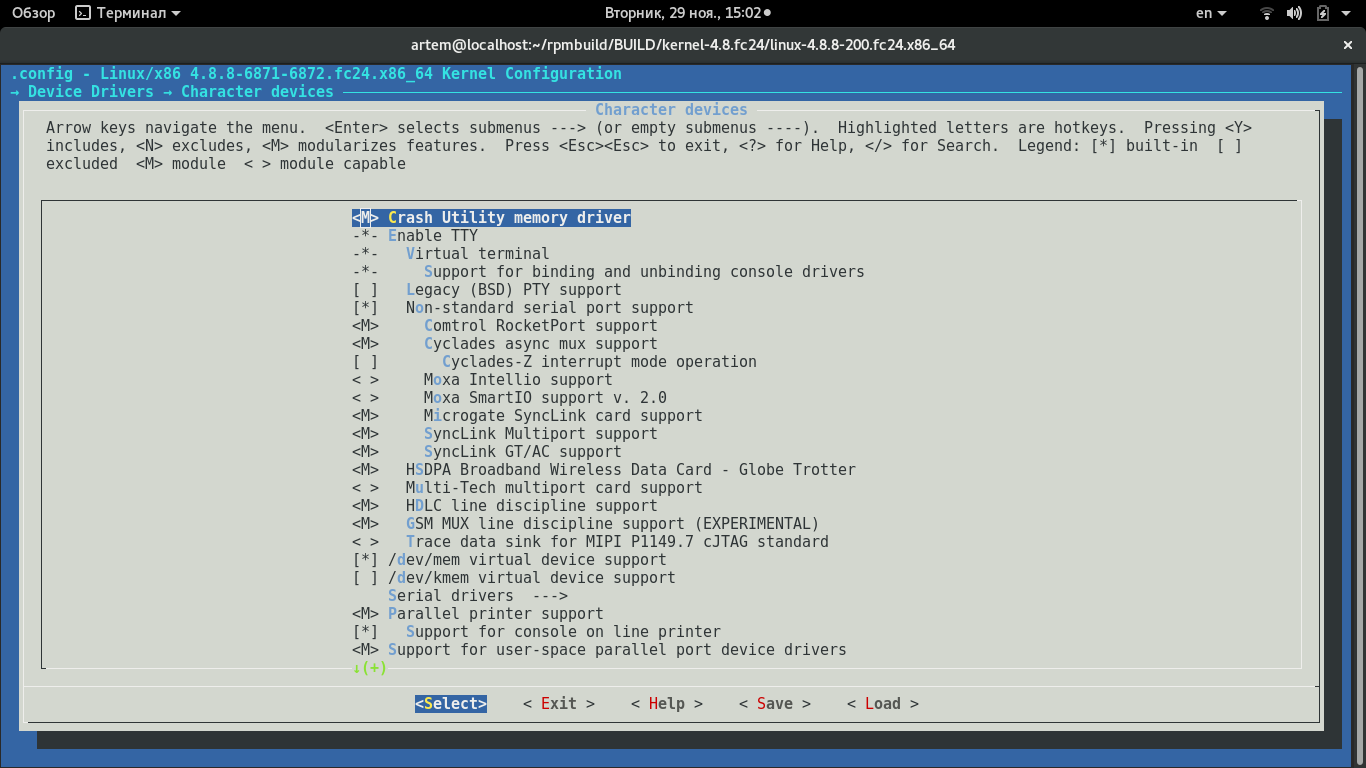 Обзор Терминал Вторник, 29 ноя., 15:02 en
artem@localhost:~/rpmbuild/BUILD/kernel-4.8.fc24/linux-4.8.8-200.fc24.x86_64 ×
.config - Linux/x86 4.8.8-6871-6872.fc24.x86_64 Kernel Configuration
→ Device Drivers → Character devices
Character devices
Arrow keys navigate the menu.  <Enter> selects submenus ---> (or empty submenus ----).  Highlighted letters are hotkeys.  Pressing <Y>
includes, <N> excludes, <M> modularizes features.  Press <Esc><Esc> to exit, <?> for Help, </> for Search.  Legend: [*] built-in  [ ]
excluded  <M> module  < > module capable
<M> Crash Utility memory driver
-*- Enable TTY
-*-   Virtual terminal
-*-     Support for binding and unbinding console drivers
[ ]   Legacy (BSD) PTY support
[*]   Non-standard serial port support
<M>     Comtrol RocketPort support
<M>     Cyclades async mux support
[ ]       Cyclades-Z interrupt mode operation
< >     Moxa Intellio support
< >     Moxa SmartIO support v. 2.0
<M>     Microgate SyncLink card support
<M>     SyncLink Multiport support
<M>     SyncLink GT/AC support
<M>   HSDPA Broadband Wireless Data Card - Globe Trotter
< >   Multi-Tech multiport card support
<M>   HDLC line discipline support
<M>   GSM MUX line discipline support (EXPERIMENTAL)
< >   Trace data sink for MIPI P1149.7 cJTAG standard
[*] /dev/mem virtual device support
[ ] /dev/kmem virtual device support
    Serial drivers  --->
<M> Parallel printer support
[*]   Support for console on line printer
<M> Support for user-space parallel port device drivers
↓(+)
<Select>    < Exit >    < Help >    < Save >    < Load >